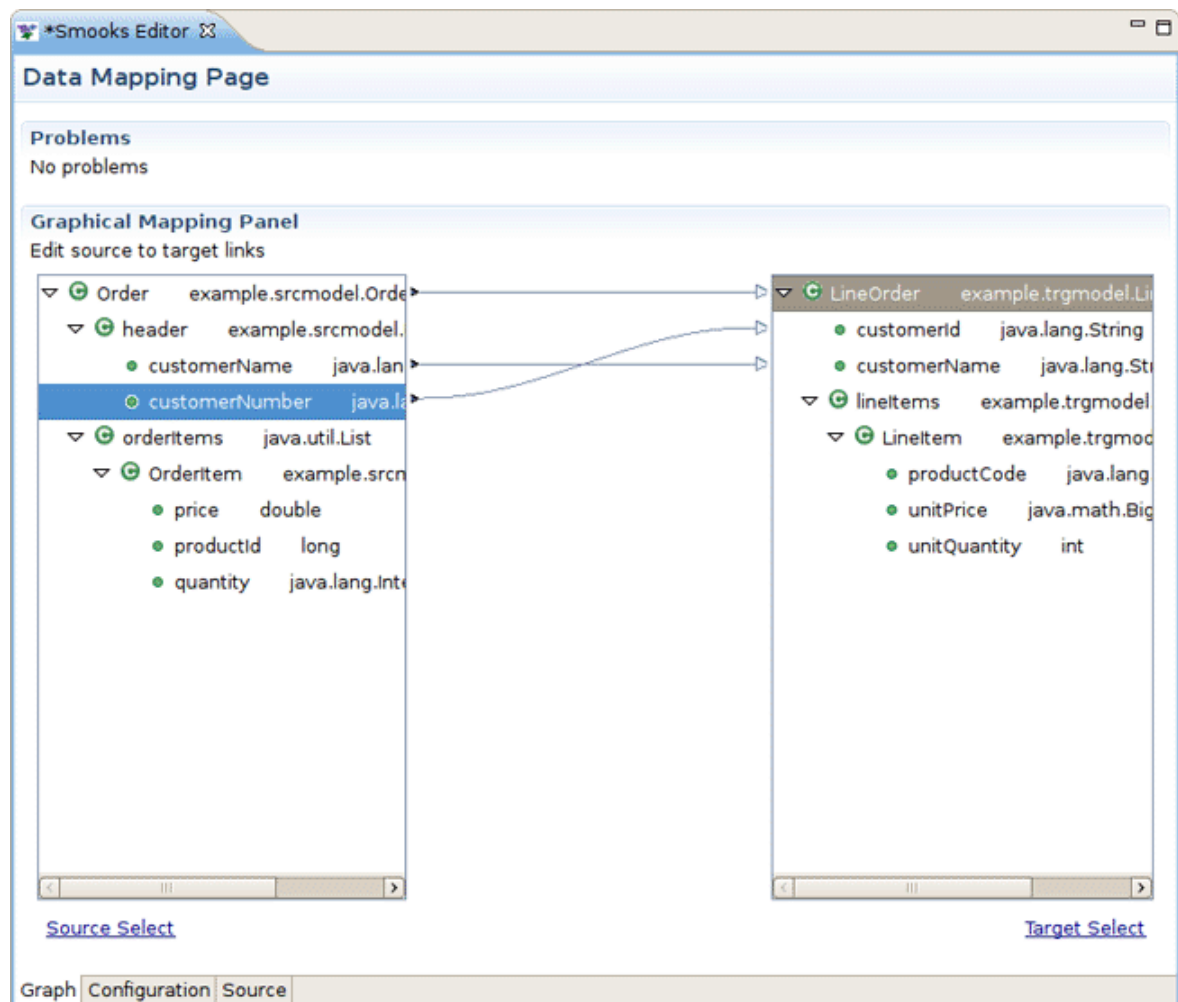 *Smooks Editor
Data Mapping Page
Problems
No problems
Graphical Mapping Panel
Edit source to target links
Order example.srcmodel.Orde
header example.srcmodel.
customerName java.lan
customerNumber java.la
orderItems java.util.List
OrderItem example.srcm
price double
productId long
quantity java.lang.Inte
LineOrder example.trgmodel.Li
customerId java.lang.String
customerName java.lang.Stri
lineItems example.trgmodel
LineItem example.trgmod
productCode java.lang
unitPrice java.math.Big
unitQuantity int
Source Select
Target Select
Graph Configuration Source